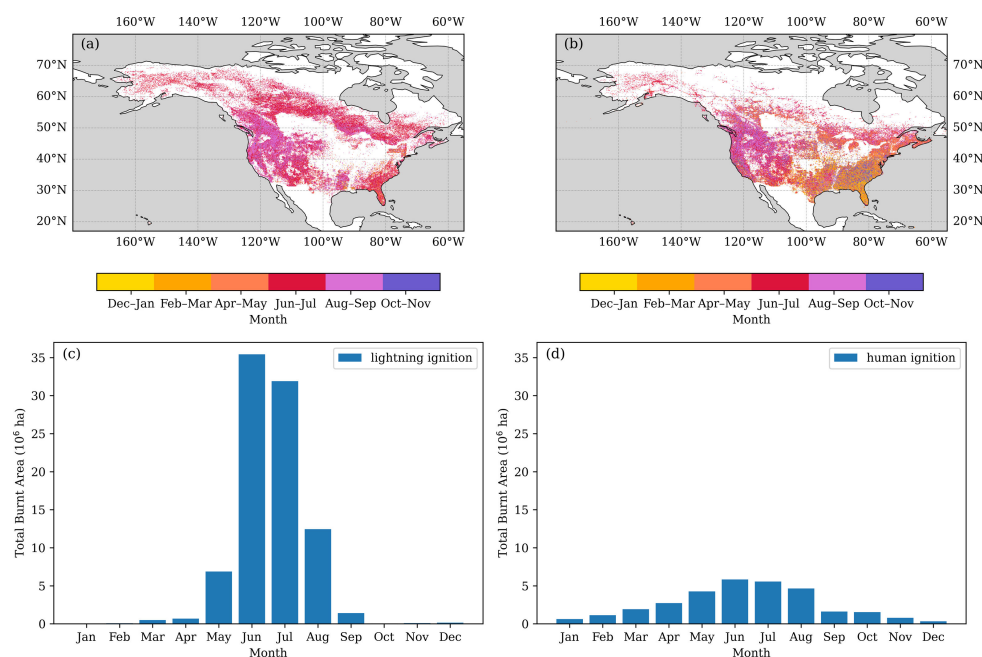 160°W 140°W 120°W 100°W 80°W 60°W
(a)
70°N
60°N
50°N
40°N
30°N
20°N
160°W 140°W 120°W 100°W 80°W 60°W
Dec–Jan Feb–Mar Apr–May Jun–Jul Aug–Sep Oct–Nov
Month
160°W 140°W 120°W 100°W 80°W 60°W
(b)
70°N
60°N
50°N
40°N
30°N
20°N
160°W 140°W 120°W 100°W 80°W 60°W
Dec–Jan Feb–Mar Apr–May Jun–Jul Aug–Sep Oct–Nov
Month
(c)
lightning ignition
Total Burnt Area (10⁶ ha)
35
30
25
20
15
10
5
0
Jan Feb Mar Apr May Jun Jul Aug Sep Oct Nov Dec
Month
(d)
human ignition
Total Burnt Area (10⁶ ha)
35
30
25
20
15
10
5
0
Jan Feb Mar Apr May Jun Jul Aug Sep Oct Nov Dec
Month